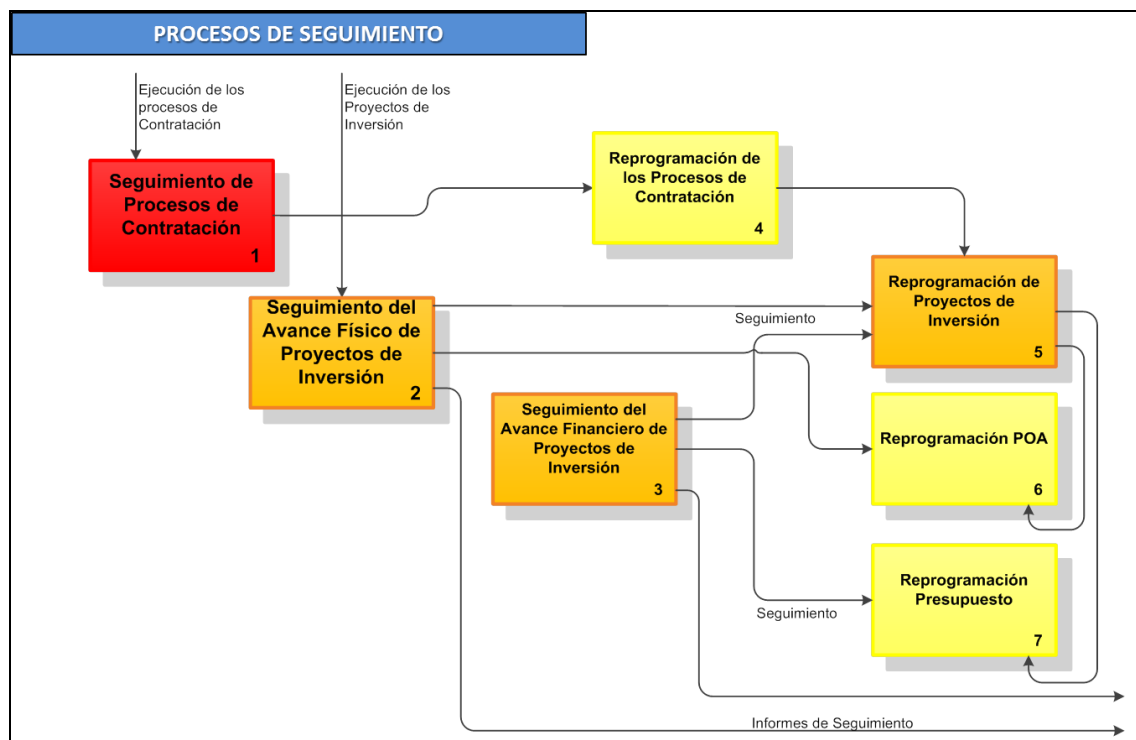 PROCESOS DE SEGUIMIENTO
Ejecución de los
procesos de
Contratación
Ejecución de los
Proyectos de
Inversión
Seguimiento de
Procesos de
Contratación
1
Reprogramación de
los Procesos de
Contratación
4
Seguimiento del
Avance Físico de
Proyectos de
Inversión
2
Seguimiento
Reprogramación de
Proyectos de
Inversión
5
Seguimiento del
Avance Financiero de
Proyectos de
Inversión
3
Reprogramación POA
6
Seguimiento
Reprogramación
Presupuesto
7
Informes de Seguimiento